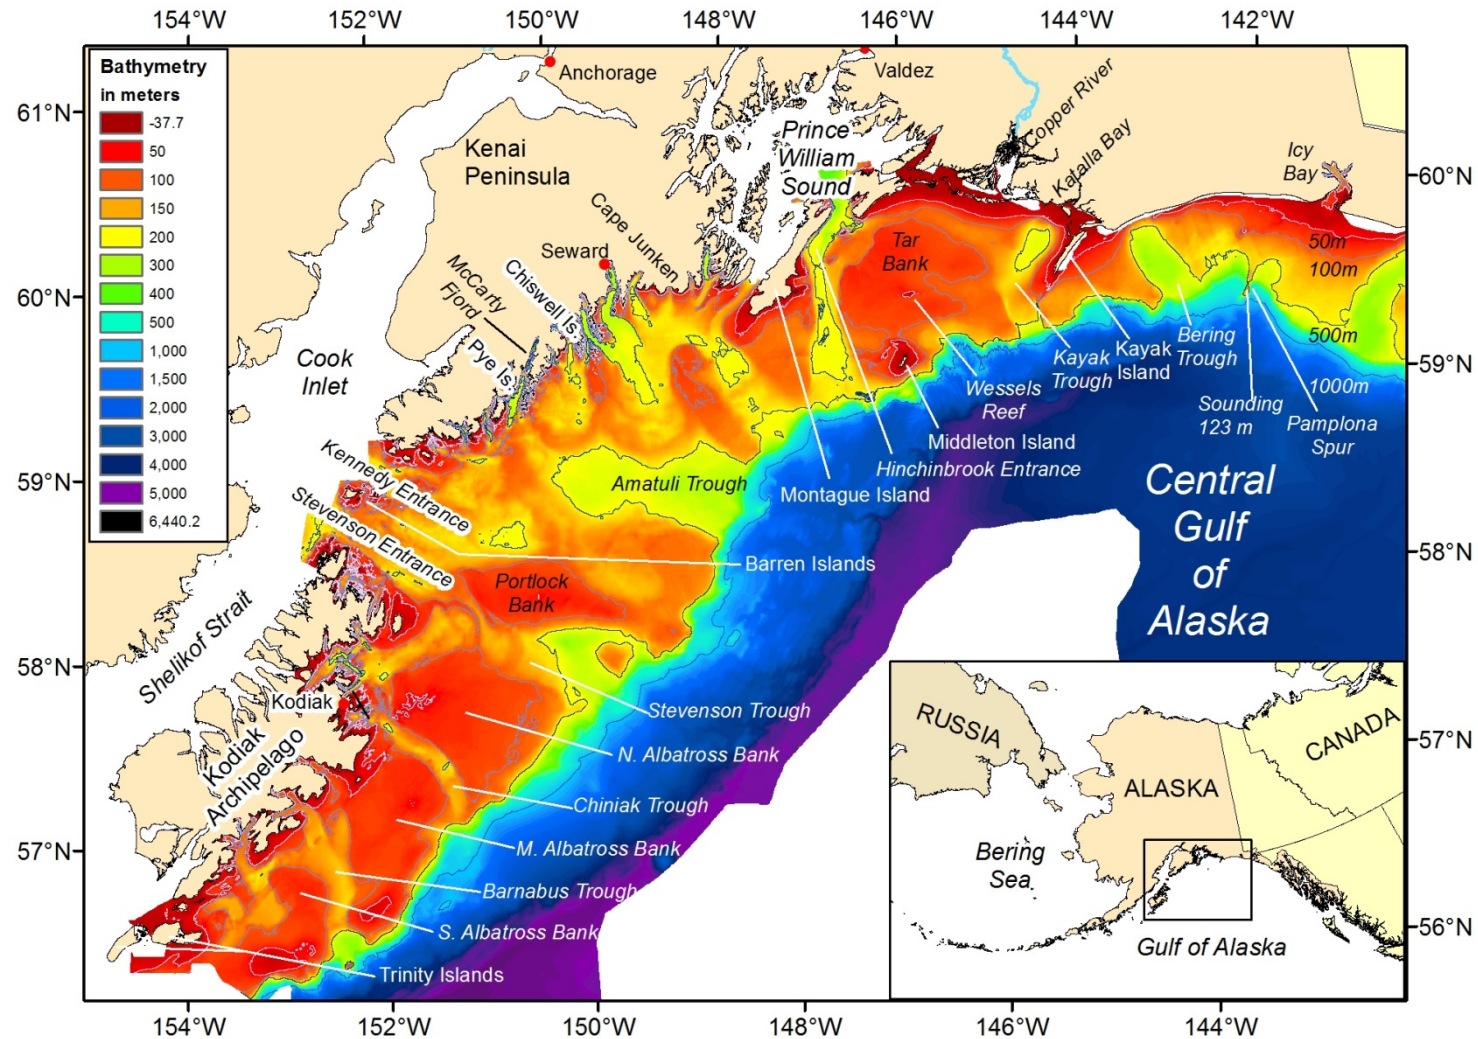 154°W 152°W 150°W 148°W 146°W 144°W 142°W
Bathymetry
in meters
-37.7
50
100
150
200
300
400
500
1,000
1,500
2,000
3,000
4,000
5,000
6,440.2
61°N
60°N
59°N
58°N
57°N
60°N
59°N
58°N
57°N
56°N
Anchorage
Valdez
Copper River
Katalla Bay
Icy
Bay
Prince
William
Sound
Kenai
Peninsula
Cape Junken
Seward
McCarty
Fjord
Chiswell Is.
Pye Is.
Cook
Inlet
Tar
Bank
50m
100m
500m
1000m
Bering
Trough
Kayak
Island
Kayak
Trough
Wessels
Reef
Sounding
123 m
Pamplona
Spur
Middleton Island
Hinchinbrook Entrance
Montague Island
Amatuli Trough
Kennedy Entrance
Stevenson Entrance
Barren Islands
Portlock
Bank
Central
Gulf
of
Alaska
Shelikof Strait
Kodiak
Kodiak
Archipelago
Stevenson Trough
N. Albatross Bank
Chiniak Trough
M. Albatross Bank
Barnabus Trough
S. Albatross Bank
Trinity Islands
RUSSIA
CANADA
ALASKA
Bering
Sea
Gulf of Alaska
154°W 152°W 150°W 148°W 146°W 144°W